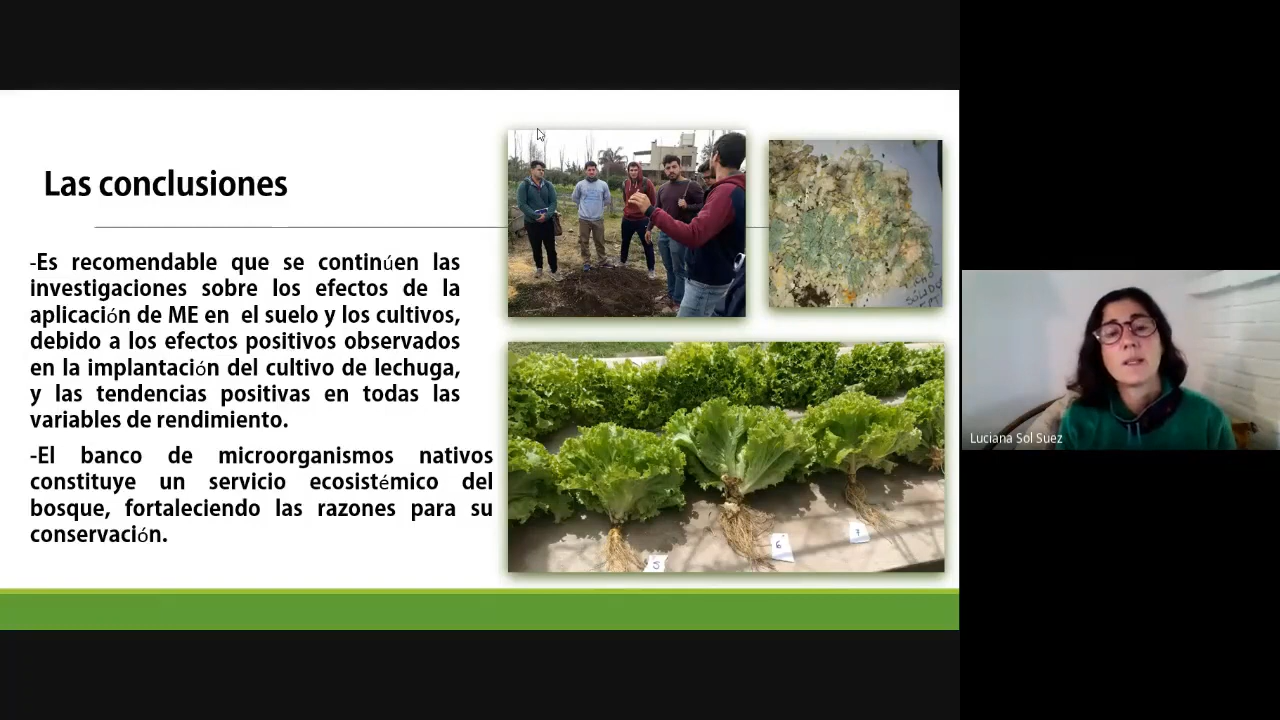 Las conclusiones
-Es recomendable que se continúen las
investigaciones sobre los efectos de la
aplicación de ME en el suelo y los cultivos,
debido a los efectos positivos observados
en la implantación del cultivo de lechuga,
y las tendencias positivas en todas las
variables de rendimiento.
-El banco de microorganismos nativos
constituye un servicio ecosistémico del
bosque, fortaleciendo las razones para su
conservación.
6
7
Luciana Sol Suez